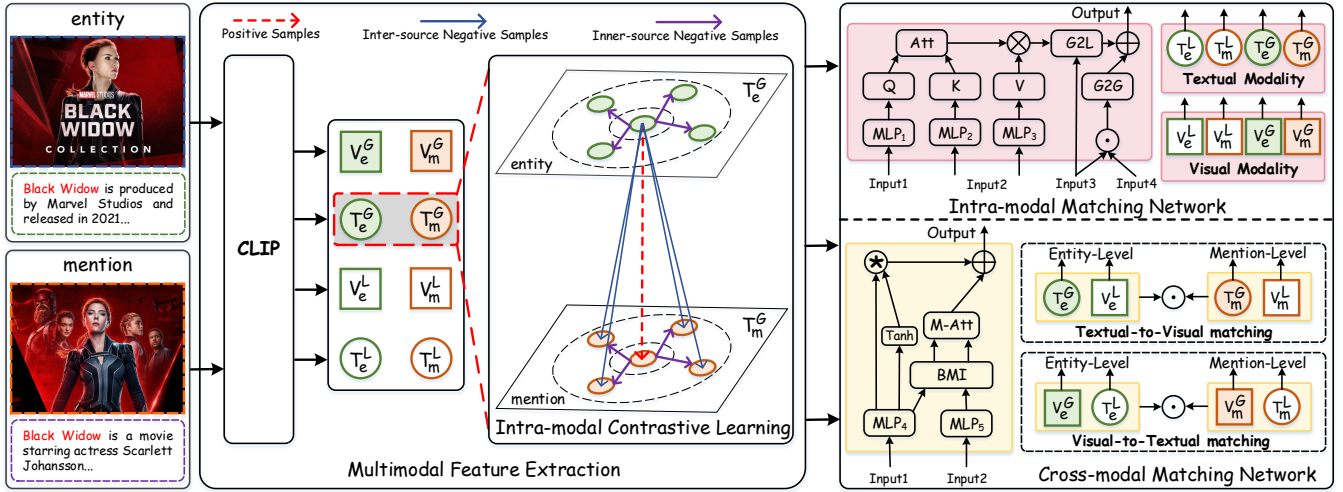 entity
MARVEL STUDIOS
BLACK
WIDOW
COLLECTION
Black Widow is produced
by Marvel Studios and
released in 2021...
mention
Black Widow is a movie
starring actress Scarlett
Johansson...
Positive Samples
Inter-source Negative Samples
Inner-source Negative Samples
CLIP
V_e^G V_m^G
T_e^G T_m^G
V_e^L V_m^L
T_e^L T_m^L
T_e^G
entity
T_m^G
mention
Intra-modal Contrastive Learning
Multimodal Feature Extraction
Output
Att G2L
Q K V G2G
MLP₁ MLP₂ MLP₃
Input1 Input2 Input3 Input4
T_e^L T_m^L T_e^G T_m^G
Textual Modality
V_e^L V_m^L V_e^G V_m^G
Visual Modality
Intra-modal Matching Network
Output
Tanh M-Att
BMI
MLP₄ MLP₅
Input1 Input2
Entity-Level Mention-Level
T_e^G V_e^L T_m^G V_m^L
Textual-to-Visual matching
Entity-Level Mention-Level
V_e^G T_e^L V_m^G T_m^L
Visual-to-Textual matching
Cross-modal Matching Network